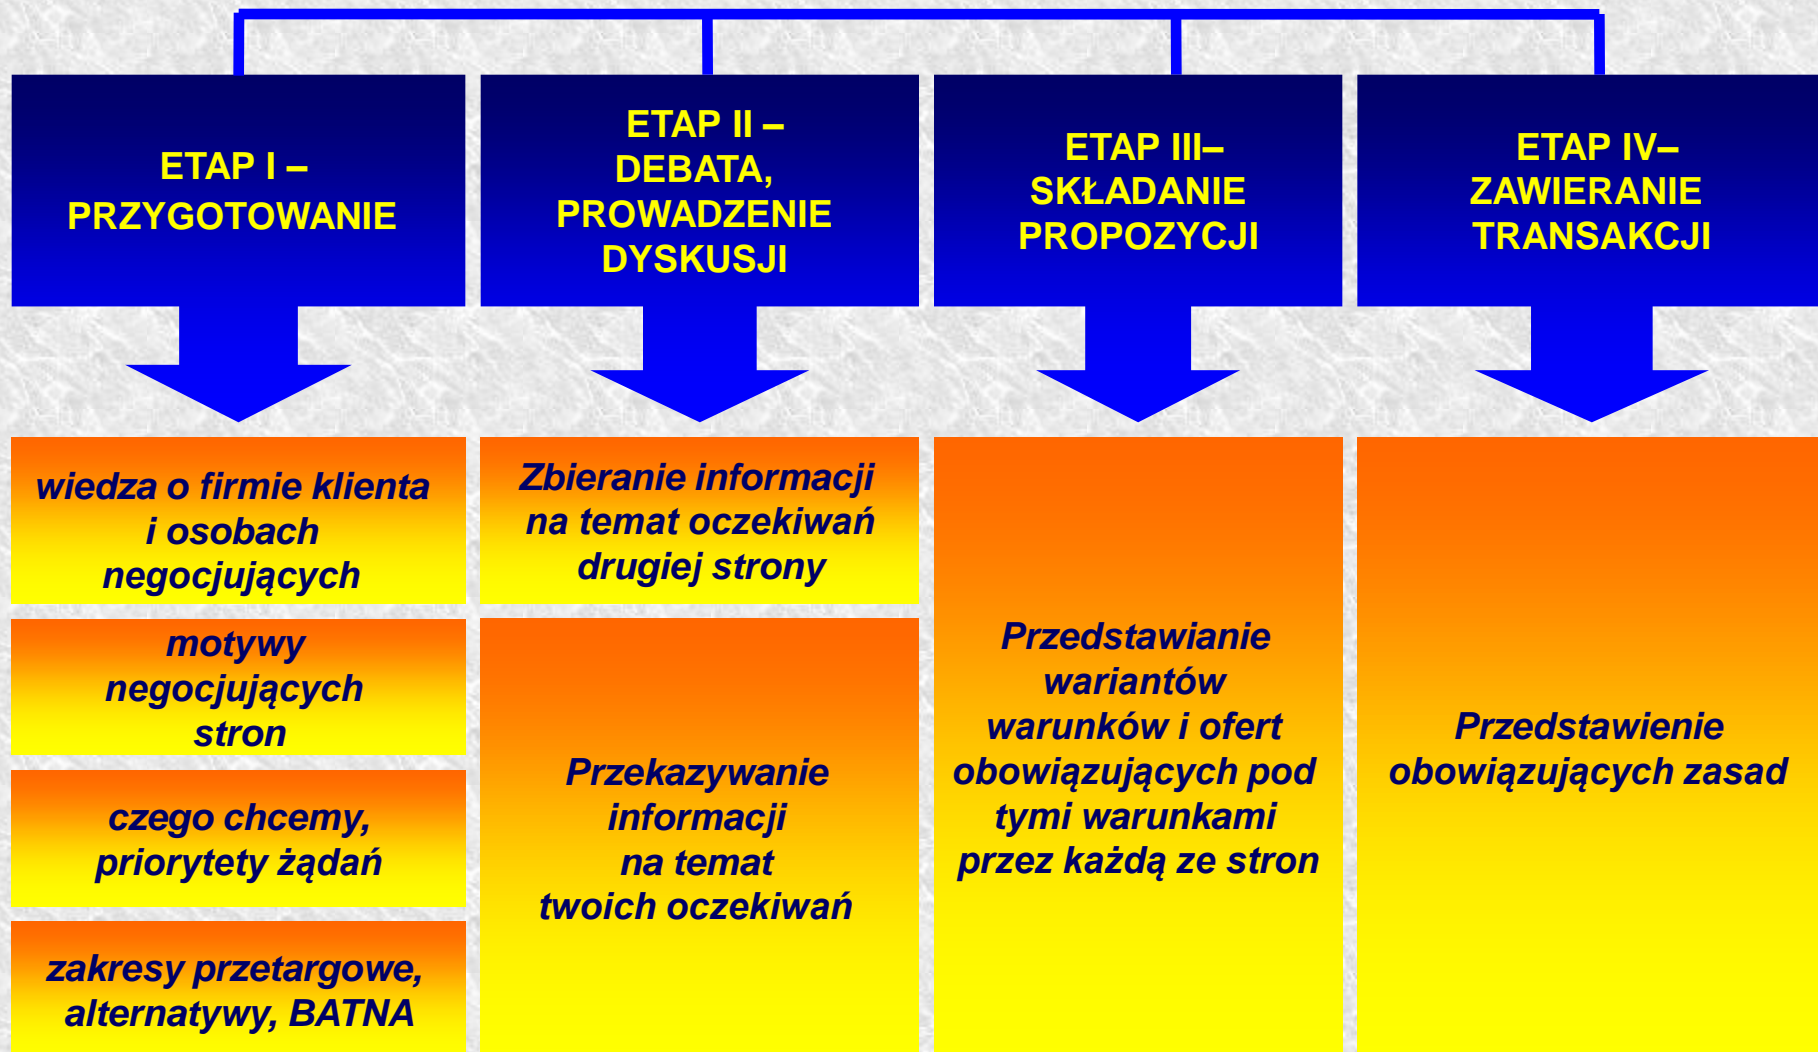 ETAP I –
PRZYGOTOWANIE
ETAP II –
DEBATA,
PROWADZENIE
DYSKUSJI
ETAP III–
SKŁADANIE
PROPOZYCJI
ETAP IV–
ZAWIERANIE
TRANSAKCJI
wiedza o firmie klienta
i osobach
negocjujących
motywy
negocjujących
stron
czego chcemy,
priorytety żądań
zakresy przetargowe,
alternatywy, BATNA
Zbieranie informacji
na temat oczekiwań
drugiej strony
Przekazywanie
informacji
na temat
twoich oczekiwań
Przedstawianie
wariantów
warunków i ofert
obowiązujących pod
tymi warunkami
przez każdą ze stron
Przedstawienie
obowiązujących zasad